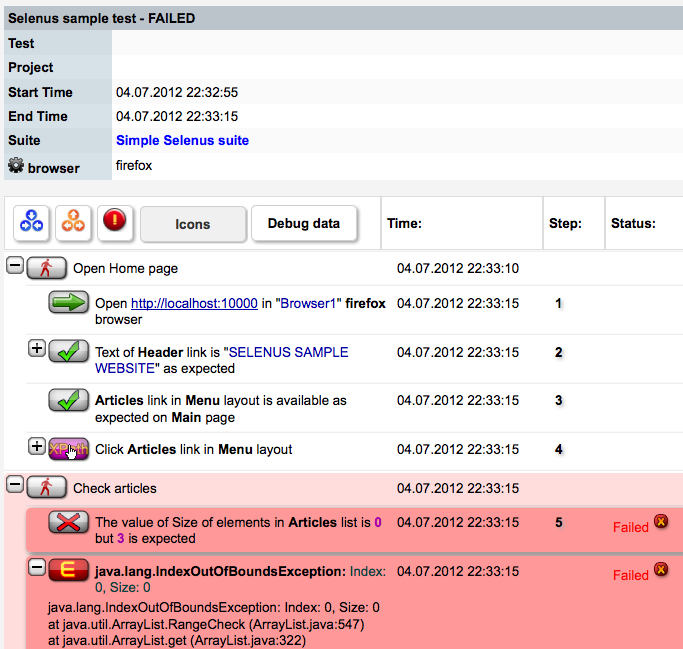 Selenus sample test - FAILED
Test
Project
Start Time 04.07.2012 22:32:55
End Time 04.07.2012 22:33:15
Suite Simple Selenus suite
browser firefox
Icons Debug data Time: Step: Status:
Open Home page 04.07.2012 22:33:10
Open http://localhost:10000 in "Browser1" firefox 04.07.2012 22:33:15 1
browser
Text of Header link is "SELENUS SAMPLE 04.07.2012 22:33:15 2
WEBSITE" as expected
Articles link in Menu layout is available as 04.07.2012 22:33:15 3
expected on Main page
XPath Click Articles link in Menu layout 04.07.2012 22:33:15 4
Check articles 04.07.2012 22:33:15
The value of Size of elements in Articles list is 0 04.07.2012 22:33:15 5 Failed
but 3 is expected
E java.lang.IndexOutOfBoundsException: Index: 04.07.2012 22:33:15 Failed
0, Size: 0
java.lang.IndexOutOfBoundsException: Index: 0, Size: 0
at java.util.ArrayList.RangeCheck (ArrayList.java:547)
at java.util.ArrayList.get (ArrayList.java:322)